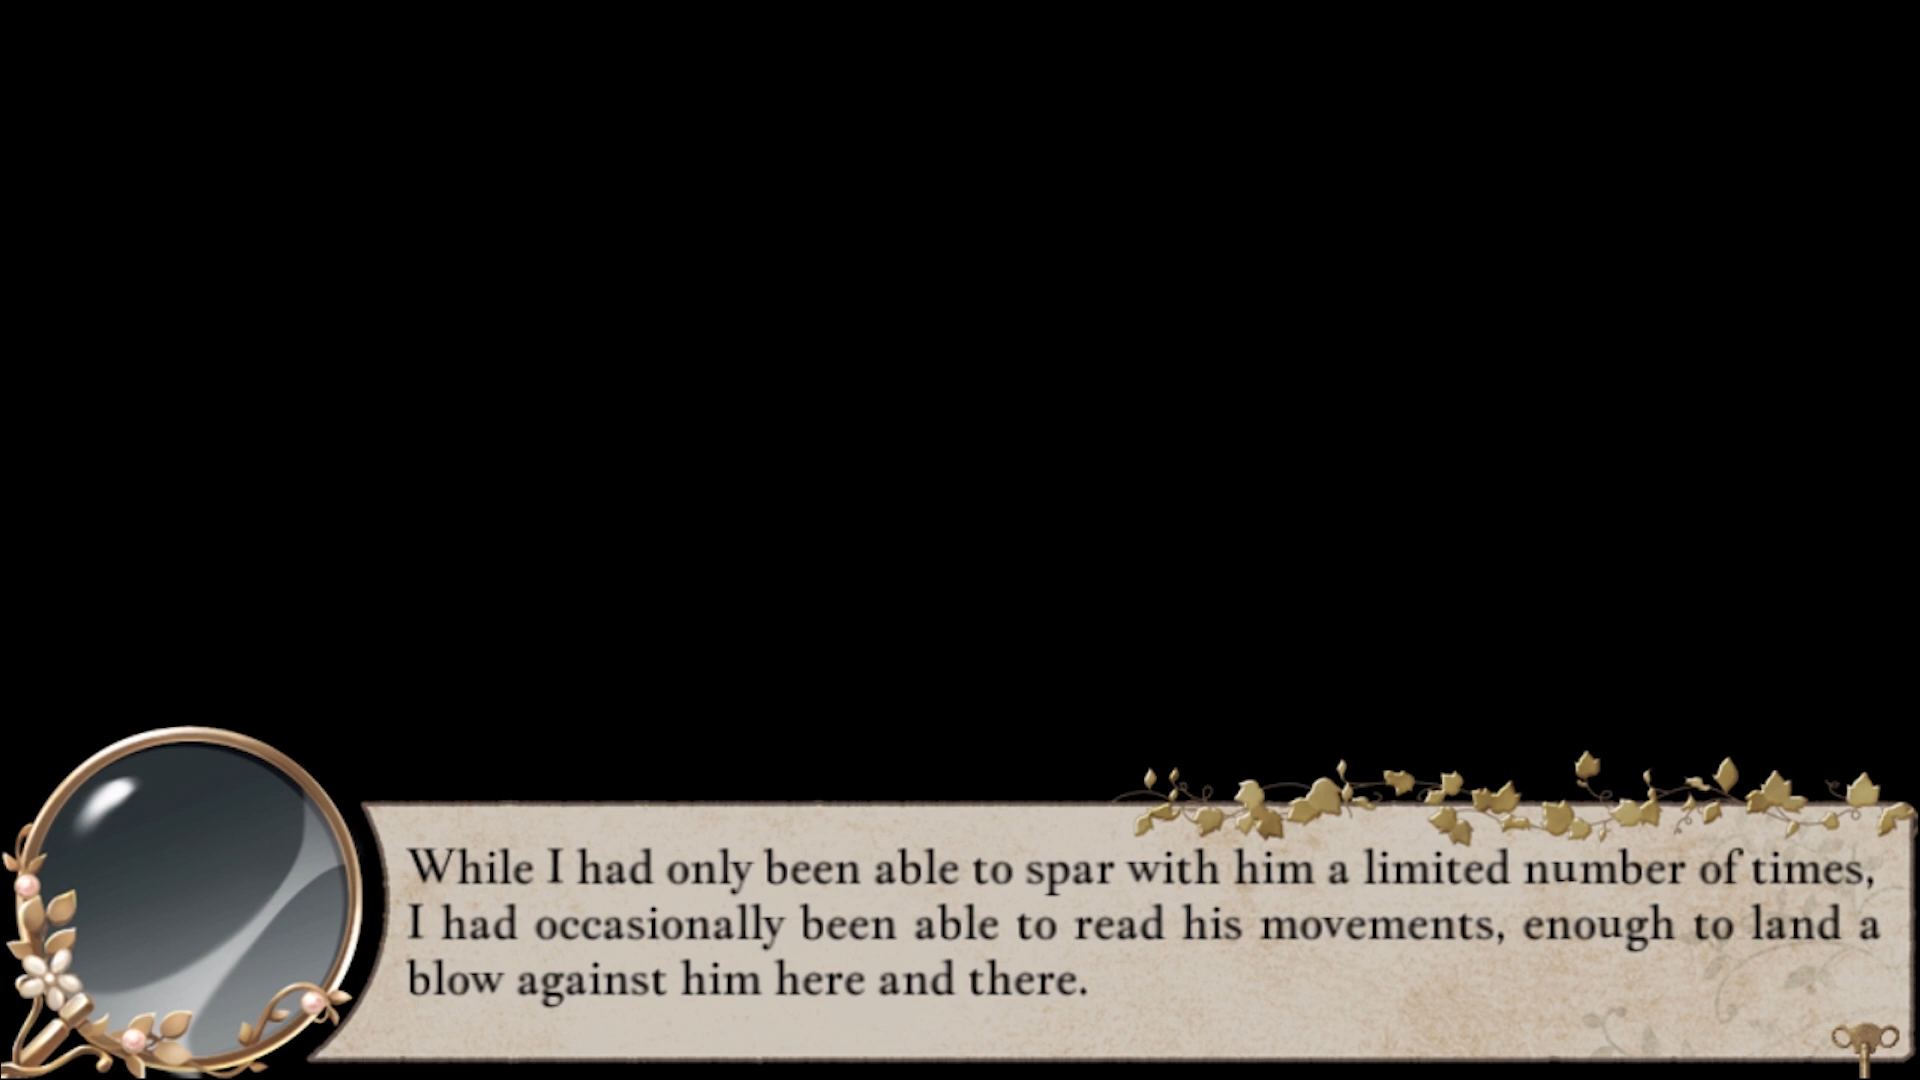 While I had only been able to spar with him a limited number of times,
I had occasionally been able to read his movements, enough to land a
blow against him here and there.